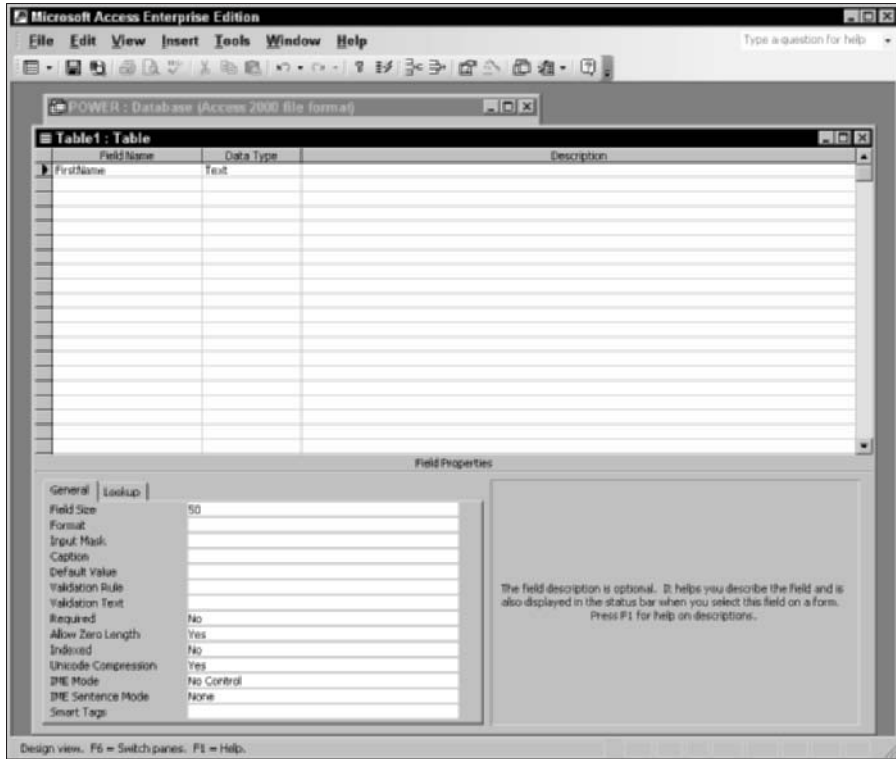 Microsoft Access Enterprise Edition
File Edit View Insert Tools Window Help
Type a question for help
POWER : Database (Access 2000 file format)
Table1 : Table
Field Name Data Type Description
FirstName Text
Field Properties
General Lookup
Field Size 50
Format
Input Mask
Caption
Default Value
Validation Rule
Validation Text
Required No
Allow Zero Length Yes
Indexed No
Unicode Compression Yes
IME Mode No Control
IME Sentence Mode None
Smart Tags
The field description is optional. It helps you describe the field and is
also displayed in the status bar when you select this field on a form.
Press F1 for help on descriptions.
Design view. F6 = Switch panes. F1 = Help.